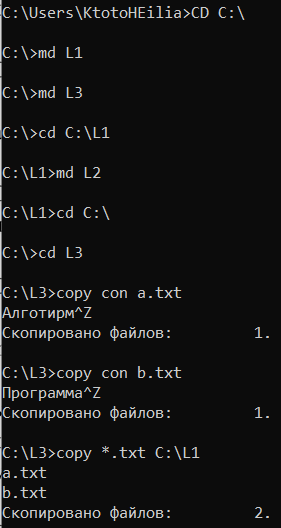 C:\Users\KtotoHEilia>CD C:\
C:\>md L1
C:\>md L3
C:\>cd C:\L1
C:\L1>md L2
C:\L1>cd C:\
C:\>cd L3
C:\L3>copy con a.txt
Алготирм^Z
Скопировано файлов:         1.
C:\L3>copy con b.txt
Программа^Z
Скопировано файлов:         1.
C:\L3>copy *.txt C:\L1
a.txt
b.txt
Скопировано файлов:         2.